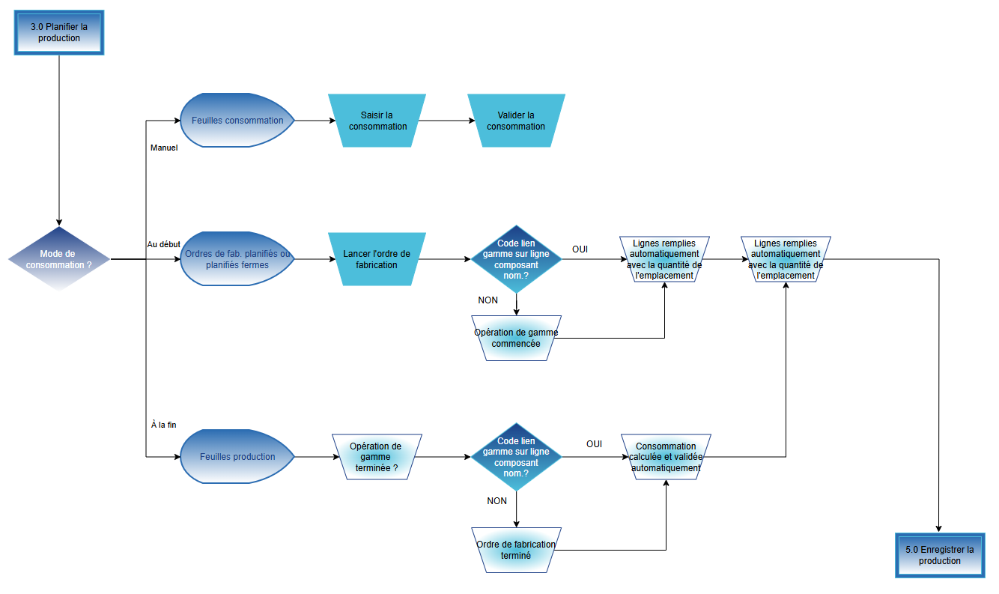 3.0 Planifier la
production
Feuilles consommation
Saisir la
consommation
Valider la
consommation
Manuel
Mode de
consommation ?
Au début
Ordres de fab. planifiés ou
planifiés fermes
Lancer l'ordre de
fabrication
Code lien
gamme sur ligne
composant
nom.?
OUI
Lignes remplies
automatiquement
avec la quantité de
l'emplacement
Lignes remplies
automatiquement
avec la quantité de
l'emplacement
NON
Opération de gamme
commencée
À la fin
Feuilles production
Opération de
gamme
terminée ?
Code lien
gamme sur ligne
composant
nom.?
OUI
Consommation
calculée et validée
automatiquement
NON
Ordre de fabrication
terminé
5.0 Enregistrer la
production